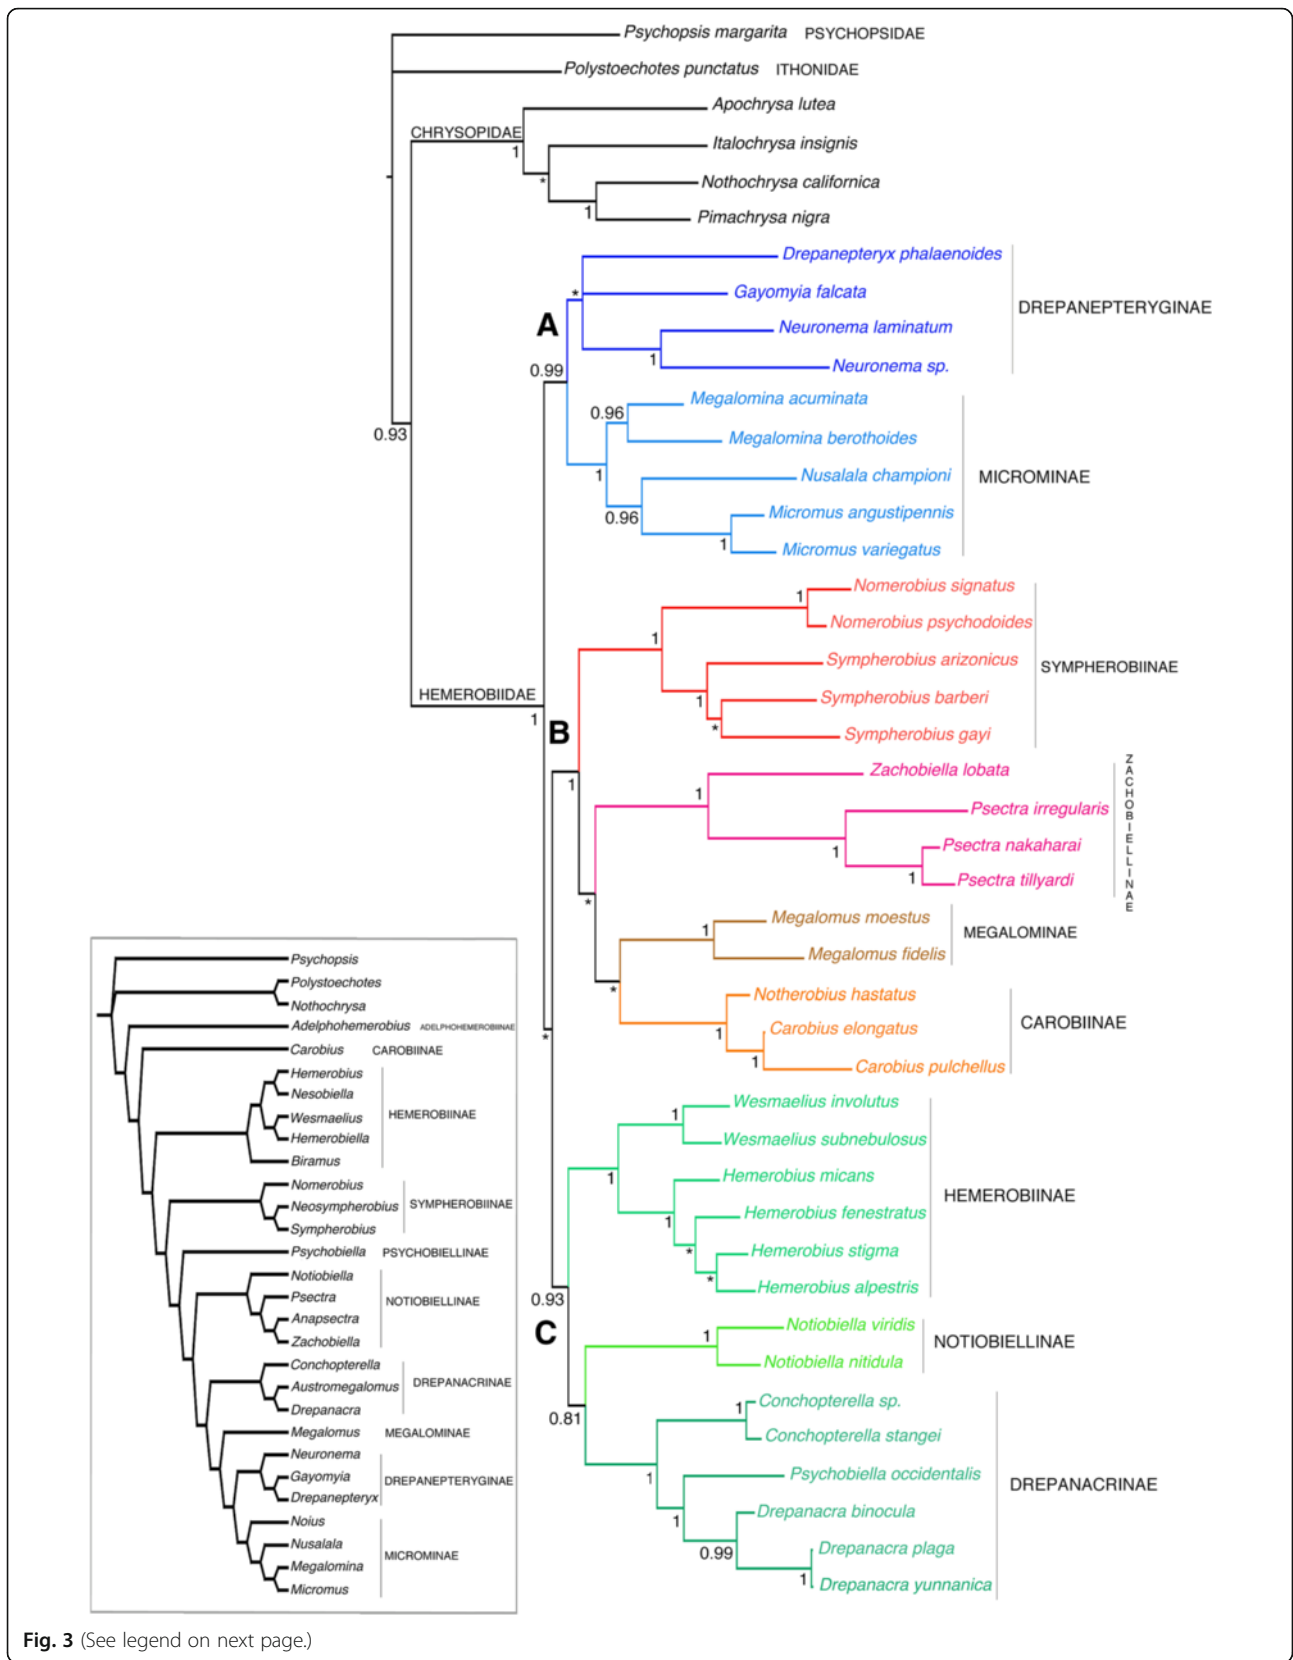 Psychopsis margarita PSYCHOPSIDAE
Polystoechotes punctatus ITHONIDAE
Apochrysa lutea
CHRYSOPIDAE
1
Italochrysa insignis
*
Nothochrysa californica
1
Pimachrysa nigra
Drepanepteryx phalaenoides
*
Gayomyia falcata
DREPANEPTERYGINAE
A
Neuronema laminatum
1
Neuronema sp.
0.99
Megalomina acuminata
0.96
0.93
Megalomina berothoides
1
Nusalala championi
MICROMINAE
0.96
Micromus angustipennis
1
Micromus variegatus
Nomerobius signatus
1
Nomerobius psychodoides
1
Sympherobius arizonicus
SYMPHEROBIINAE
HEMEROBIIDAE
1
1
Sympherobius barberi
*
Sympherobius gayi
B
Zachobiella lobata
ZACHOBIELLINAE
1
1
Psectra irregularis
1
Psectra nakaharai
1
Psectra tillyardi
*
Megalomus moestus
1
MEGALOMINAE
Megalomus fidelis
*
Notherobius hastatus
1
Carobius elongatus
CAROBIINAE
*
1
Carobius pulchellus
Wesmaelius involutus
1
Wesmaelius subnebulosus
1
Hemerobius micans
HEMEROBIINAE
1
Hemerobius fenestratus
*
Hemerobius stigma
*
Hemerobius alpestris
0.93
C
Notiobiella viridis
1
NOTIOBIELLINAE
Notiobiella nitidula
0.81
Conchopterella sp.
1
Conchopterella stangei
1
Psychobiella occidentalis
DREPANACRINAE
1
Drepanacra binocula
0.99
Drepanacra plaga
1
Drepanacra yunnanica
Psychopsis
Polystoechotes
Nothochrysa
Adelphohemerobius ADELPHOHEMEROBIINAE
Carobius CAROBIINAE
Hemerobius
Nesobiella
HEMEROBIINAE
Wesmaelius
Hemerobiella
Biramus
Nomerobius
Neosympherobius SYMPHEROBIINAE
Sympherobius
Psychobiella PSYCHOBIELLINAE
Notiobiella
Psectra
NOTIOBIELLINAE
Anapsectra
Zachobiella
Conchopterella
Austromegalomus DREPANACRINAE
Drepanacra
Megalomus MEGALOMINAE
Neuronema
Gayomyia DREPANEPTERYGINAE
Drepanepteryx
Noius
Nusalala
MICROMINAE
Megalomina
Micromus
Fig. 3 (See legend on next page.)